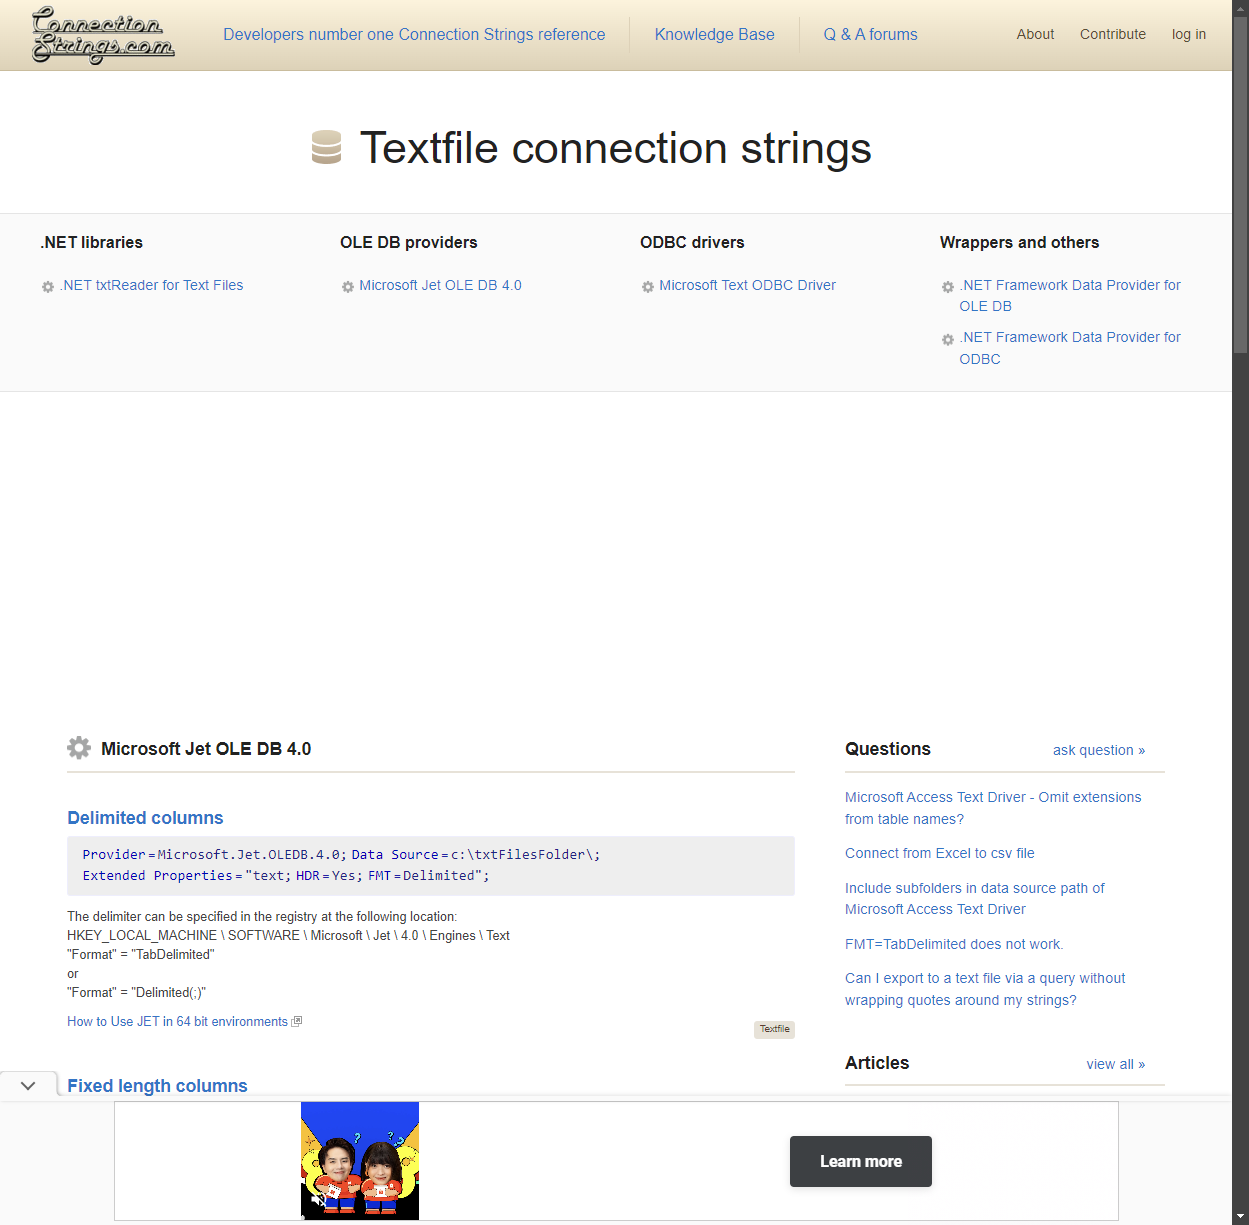 Connection
Strings.com
Developers number one Connection Strings reference
Knowledge Base
Q & A forums
About
Contribute
log in
Textfile connection strings
.NET libraries
.NET txtReader for Text Files
OLE DB providers
Microsoft Jet OLE DB 4.0
ODBC drivers
Microsoft Text ODBC Driver
Wrappers and others
.NET Framework Data Provider for
OLE DB
.NET Framework Data Provider for
ODBC
Microsoft Jet OLE DB 4.0
Delimited columns
Provider=Microsoft.Jet.OLEDB.4.0; Data Source=c:\txtFilesFolder\;
Extended Properties="text; HDR=Yes; FMT=Delimited";
The delimiter can be specified in the registry at the following location:
HKEY_LOCAL_MACHINE \ SOFTWARE \ Microsoft \ Jet \ 4.0 \ Engines \ Text
"Format" = "TabDelimited"
or
"Format" = "Delimited(;)"
How to Use JET in 64 bit environments
Textfile
Fixed length columns
Questions
ask question »
Microsoft Access Text Driver - Omit extensions
from table names?
Connect from Excel to csv file
Include subfolders in data source path of
Microsoft Access Text Driver
FMT=TabDelimited does not work.
Can I export to a text file via a query without
wrapping quotes around my strings?
Articles
view all »
Learn more